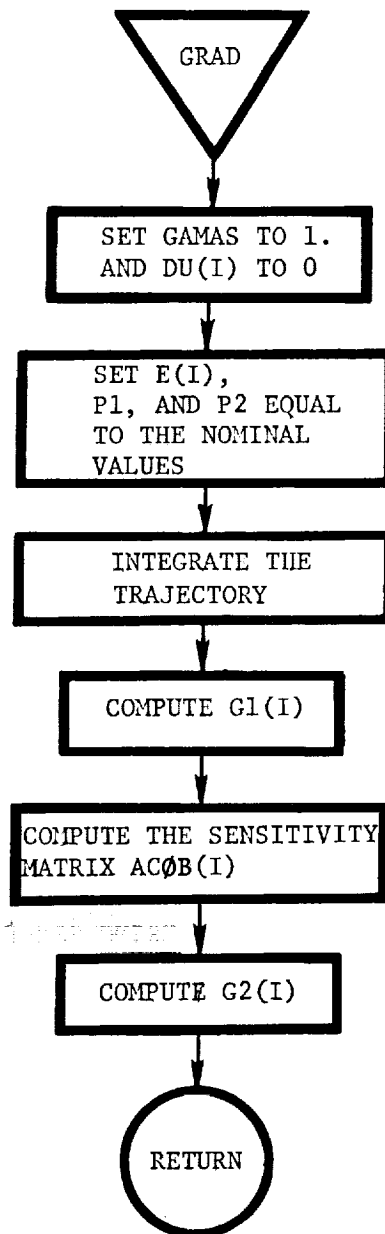 GRAD
SET GAMAS TO 1.
AND DU(I) TO 0
SET E(I),
P1, AND P2 EQUAL
TO THE NOMINAL
VALUES
INTEGRATE THE
TRAJECTORY
COMPUTE G1(I)
COMPUTE THE SENSITIVITY
MATRIX ACØB(I)
COMPUTE G2(I)
RETURN